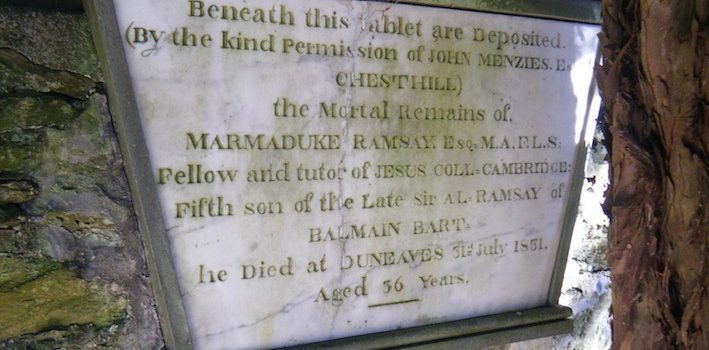 Beneath this tablet are Deposited.
(By the kind Permission of JOHN MENZIES. E
CHESTHILL)
the Mortal Remains of,
MARMADUKE RAMSAY. Esq. M.A.F.L.S:
Fellow and tutor of JESUS COLL= CAMBRIDGE:
Fifth son of the Late Sir AL= RAMSAY of
BALMAIN BART=
he Died at DUNEAVES 31st July 1831.
Aged 36 Years.